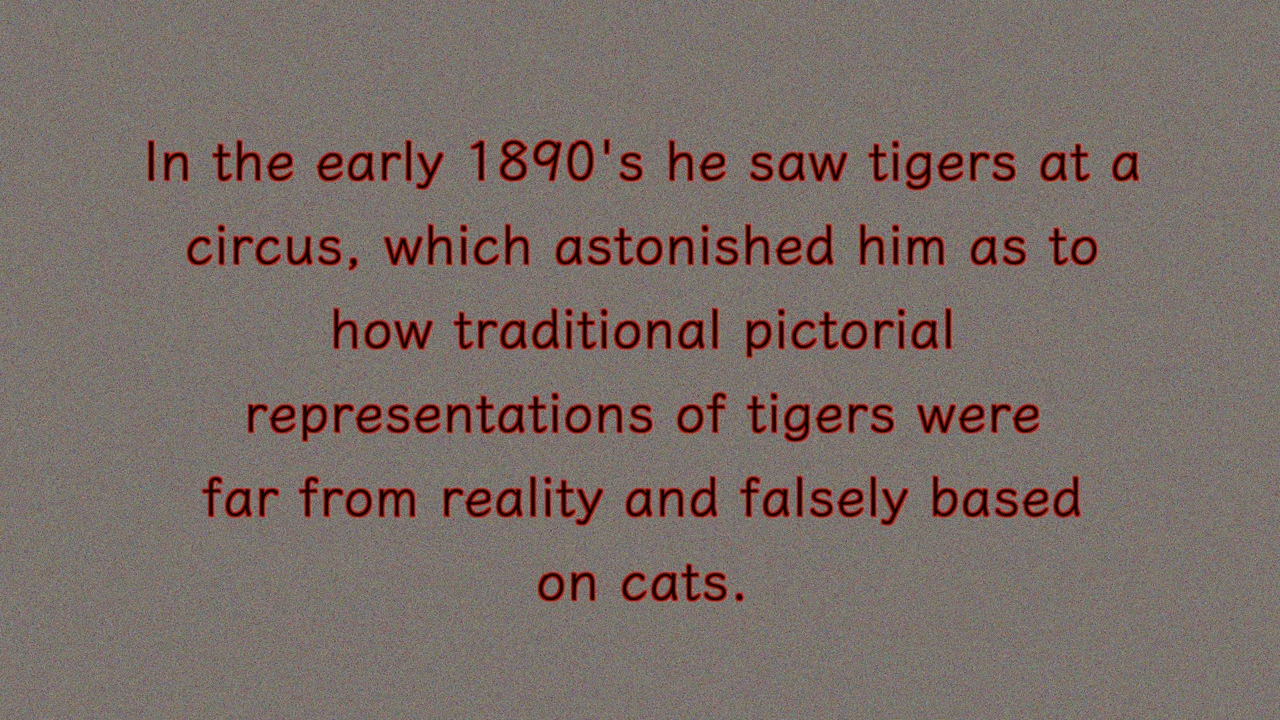 In the early 1890's he saw tigers at a
circus, which astonished him as to
how traditional pictorial
representations of tigers were
far from reality and falsely based
on cats.